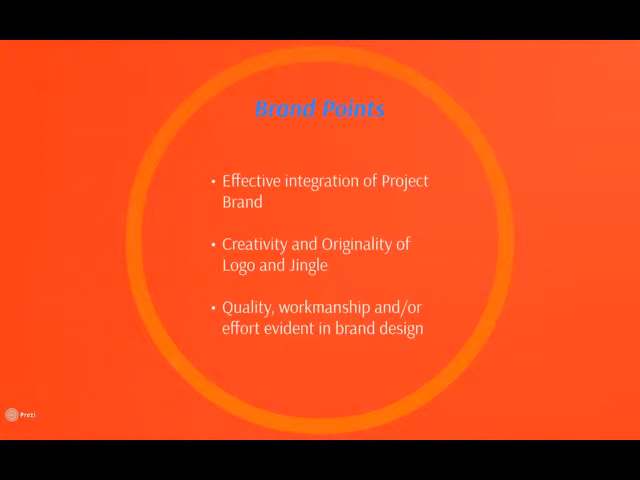 Brand Points
• Effective integration of Project
Brand
• Creativity and Originality of
Logo and Jingle
• Quality, workmanship and/or
effort evident in brand design
Prezi